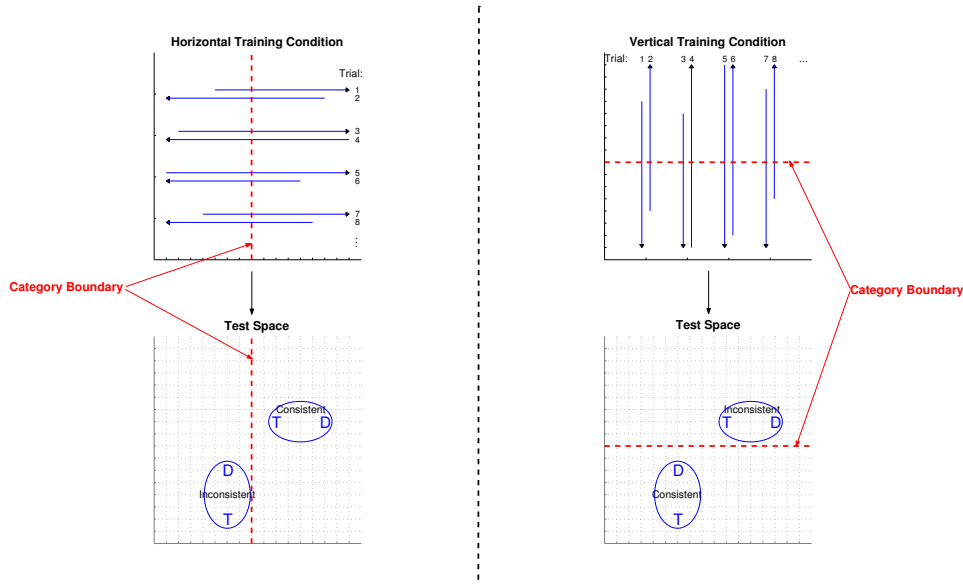 Horizontal Training Condition
Trial:
1
2
3
4
5
6
7
8
⋮
Category Boundary
Test Space
Consistent
T D
D
Inconsistent
T
Vertical Training Condition
Trial: 1 2 3 4 5 6 7 8 ...
Category Boundary
Test Space
Inconsistent
T D
D
Consistent
T